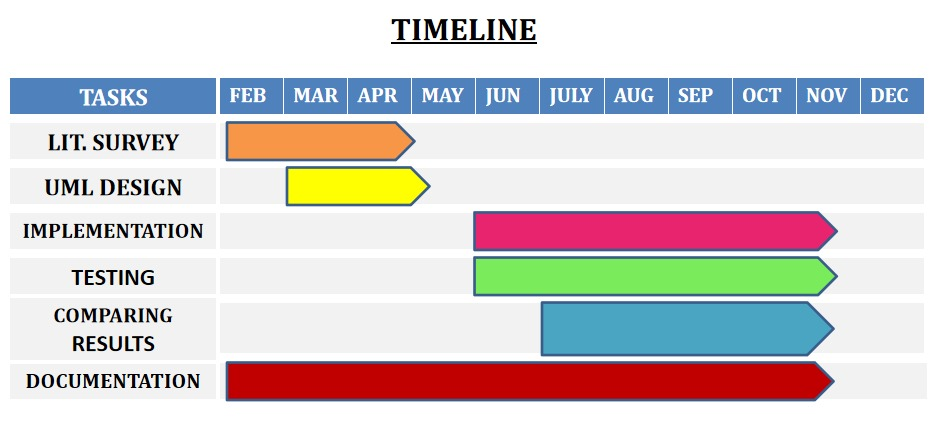 TIMELINE
TASKS FEB MAR APR MAY JUN JULY AUG SEP OCT NOV DEC
LIT. SURVEY
UML DESIGN
IMPLEMENTATION
TESTING
COMPARING
RESULTS
DOCUMENTATION